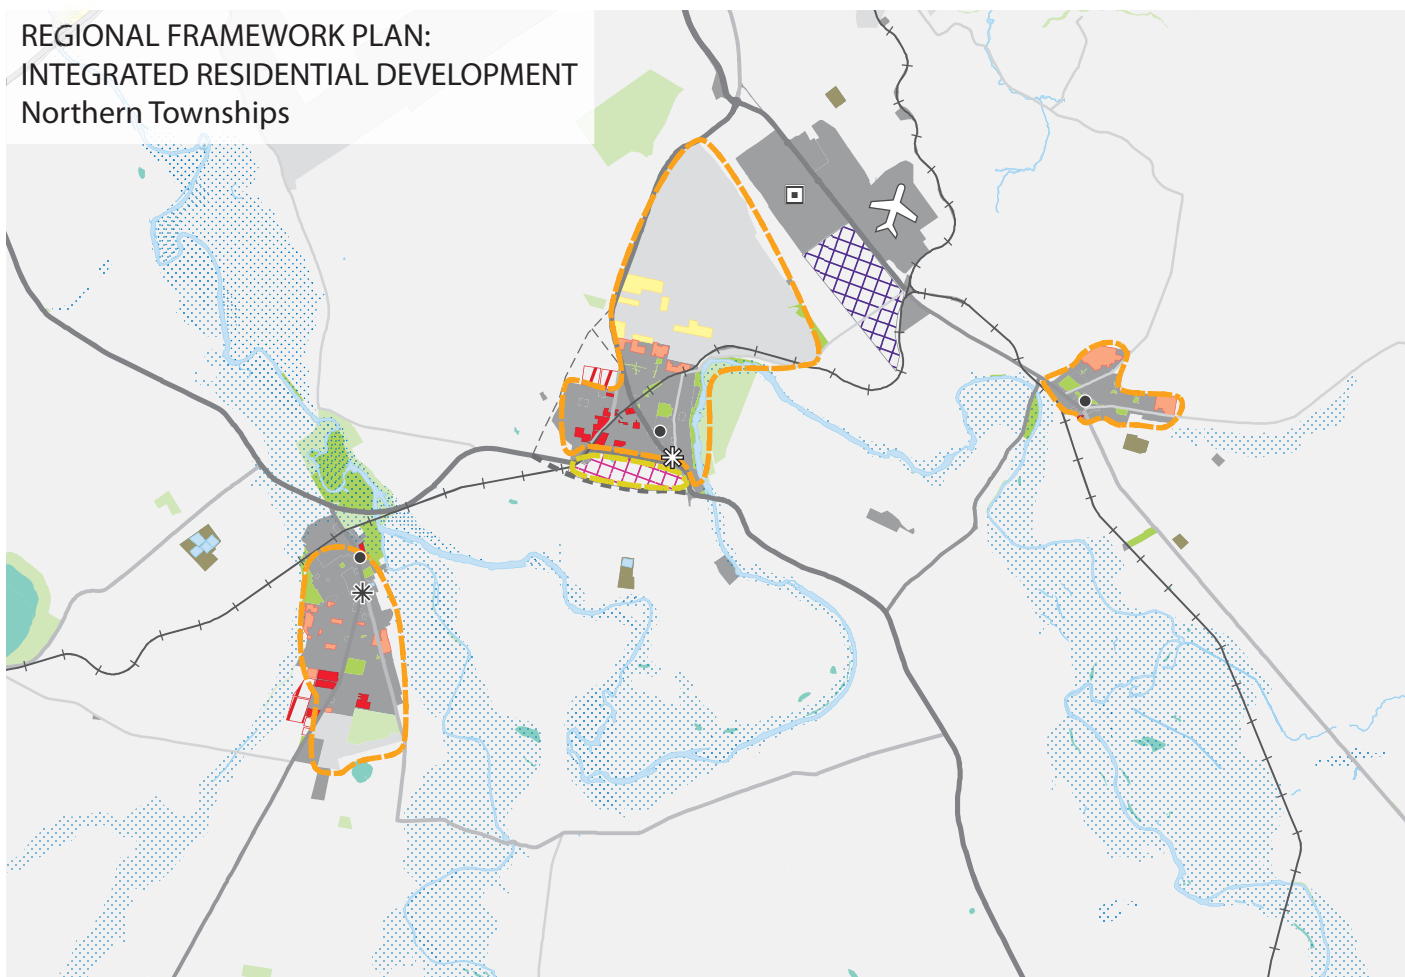 REGIONAL FRAMEWORK PLAN:
INTEGRATED RESIDENTIAL DEVELOPMENT
Northern Townships